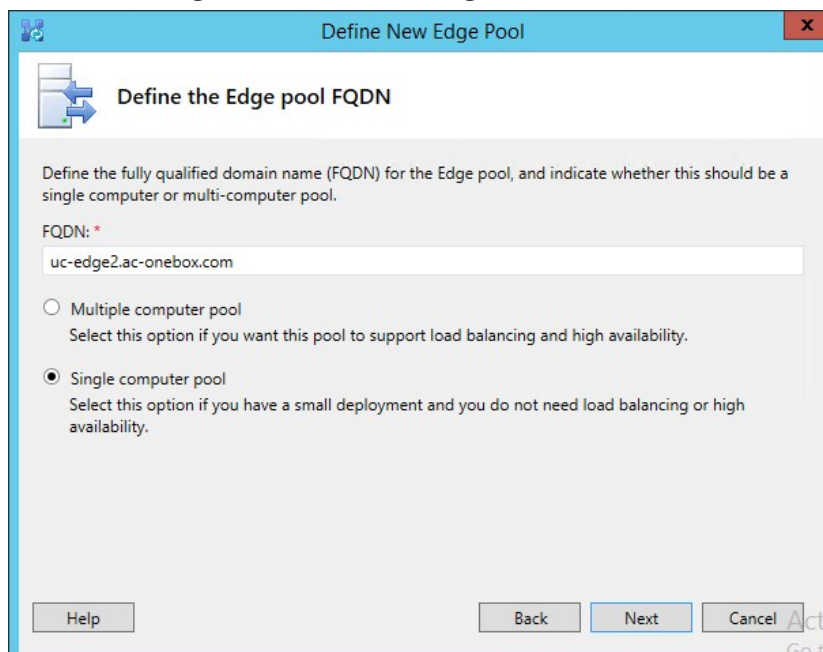 Define New Edge Pool
x
Define the Edge pool FQDN
Define the fully qualified domain name (FQDN) for the Edge pool, and indicate whether this should be a
single computer or multi-computer pool.
FQDN: *
uc-edge2.ac-onebox.com
Multiple computer pool
Select this option if you want this pool to support load balancing and high availability.
Single computer pool
Select this option if you have a small deployment and you do not need load balancing or high
availability.
Help
Back
Next
Cancel